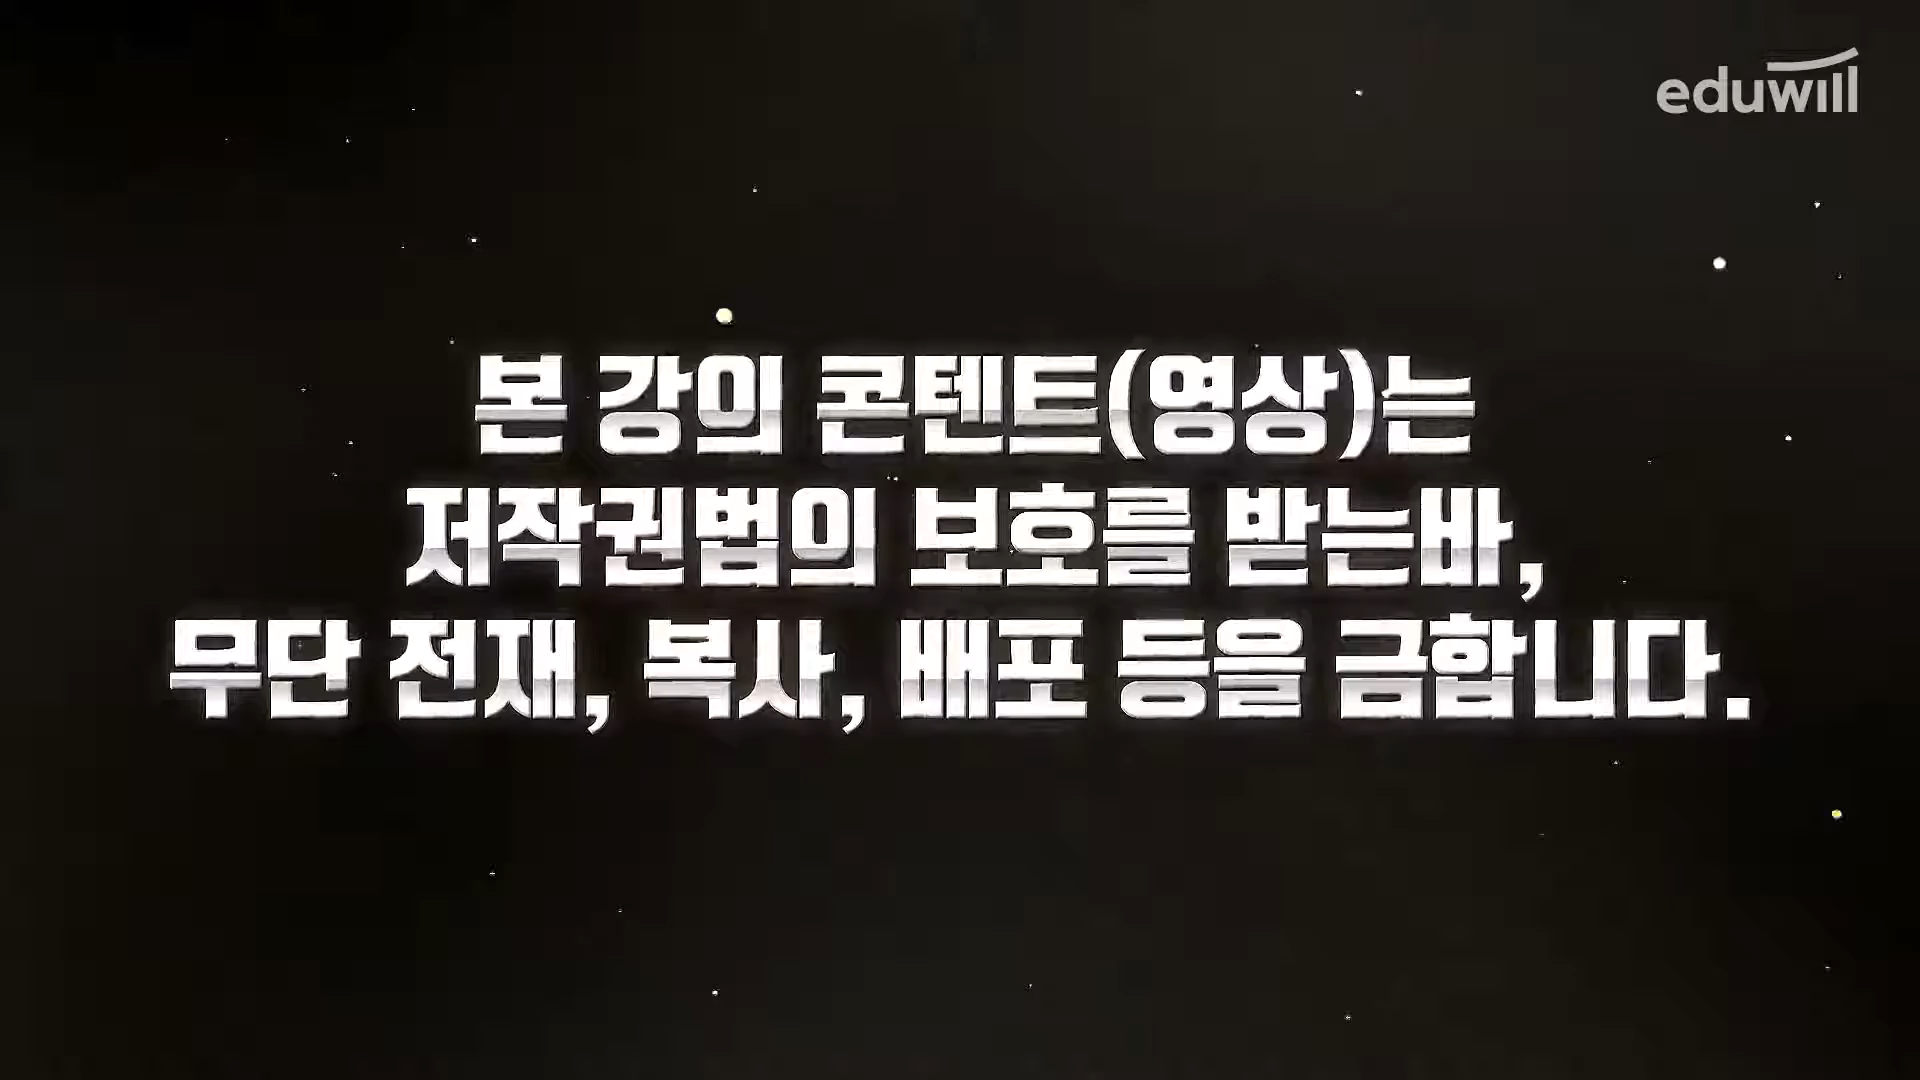 eduwill
본 강의 콘텐트(영상)는
저작권법의 보호를 받는바,
무단 전재, 복사, 배포 등을 금합니다.